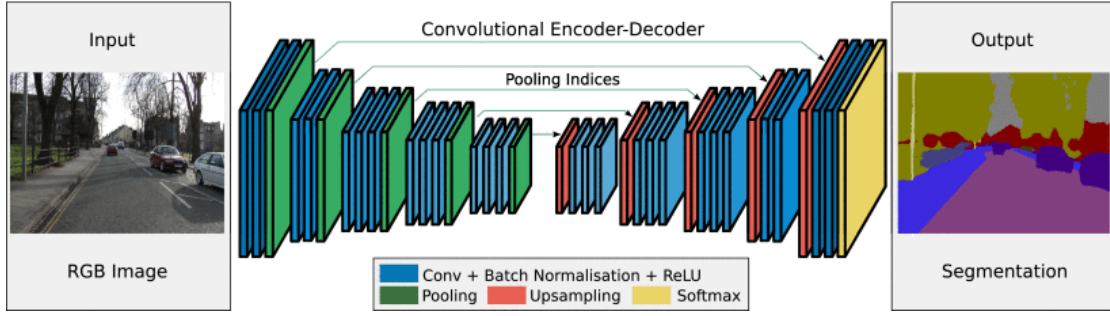 Input
Convolutional Encoder-Decoder
Output
Pooling Indices
RGB Image
Segmentation
Conv + Batch Normalisation + ReLU
Pooling
Upsampling
Softmax